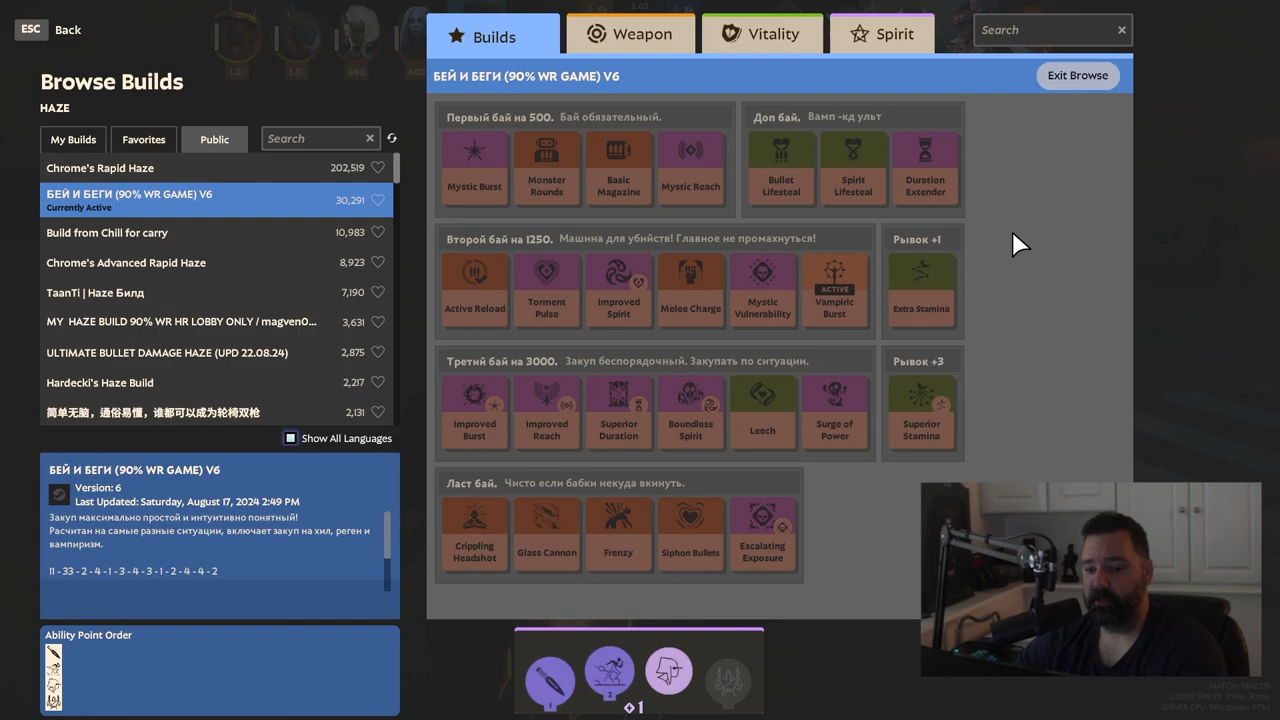 ESC Back
Builds
Weapon
Vitality
Spirit
Search
Browse Builds
HAZE
БЕЙ И БЕГИ (90% WR GAME) V6
Exit Browse
My Builds
Favorites
Public
Search
Chrome's Rapid Haze 202,519
БЕЙ И БЕГИ (90% WR GAME) V6 30,291
Currently Active
Build from Chill for carry 10,983
Chrome's Advanced Rapid Haze 8,923
TaanTi | Haze Билд 7,190
MY HAZE BUILD 90% WR HR LOBBY ONLY / magven0... 3,631
ULTIMATE BULLET DAMAGE HAZE (UPD 22.08.24) 2,875
Hardecki's Haze Build 2,217
简单无脑，通俗易懂，谁都可以成为轮椅双枪 2,131
Show All Languages
БЕЙ И БЕГИ (90% WR GAME) V6
Version: 6
Last Updated: Saturday, August 17, 2024 2:49 PM
Закуп максимально простой и интуитивно понятный!
Расчитан на самые разные ситуации, включает закуп на хил, реген и
вампиризм.
11 - 33 - 2 - 4 - 1 - 3 - 4 - 3 - 1 - 2 - 4 - 4 - 2
Ability Point Order
Первый бай на 500. Бай обязательный.
Mystic Burst
Monster Rounds
Basic Magazine
Mystic Reach
Доп бай. Вамп -кд ульт
Bullet Lifesteal
Spirit Lifesteal
Duration Extender
Второй бай на 1250. Машина для убийств! Главное не промахнуться!
Active Reload
Torment Pulse
Improved Spirit
Melee Charge
Mystic Vulnerability
ACTIVE
Vampiric Burst
Рывок +1
Extra Stamina
Третий бай на 3000. Закуп беспорядочный. Закупать по ситуации.
Improved Burst
Improved Reach
Superior Duration
Boundless Spirit
Leech
Surge of Power
Рывок +3
Superior Stamina
Ласт бай. Чисто если бабки некуда вкинуть.
Crippling Headshot
Glass Cannon
Frenzy
Siphon Bullets
Escalating Exposure
1
2
1